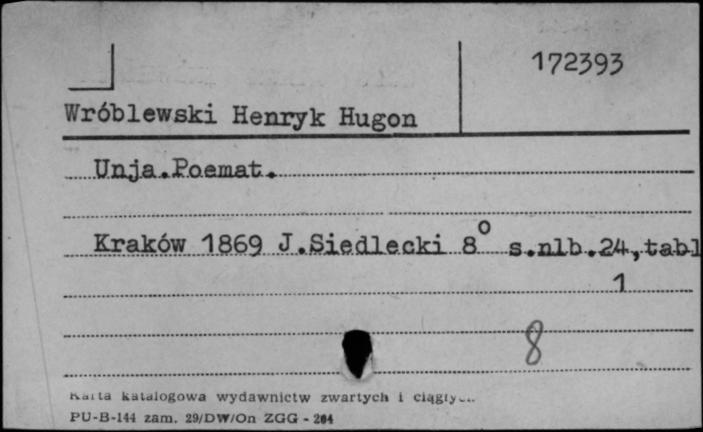 172393
Wróblewski Henryk Hugon
Unja.Poemat.
Kraków 1869 J.Siedlecki 8° s.nlb.24,tabl
1
8
Karta katalogowa wydawnictw zwartych i ciągły
PU-B-144 zam. 29/DW/On ZGG - 204